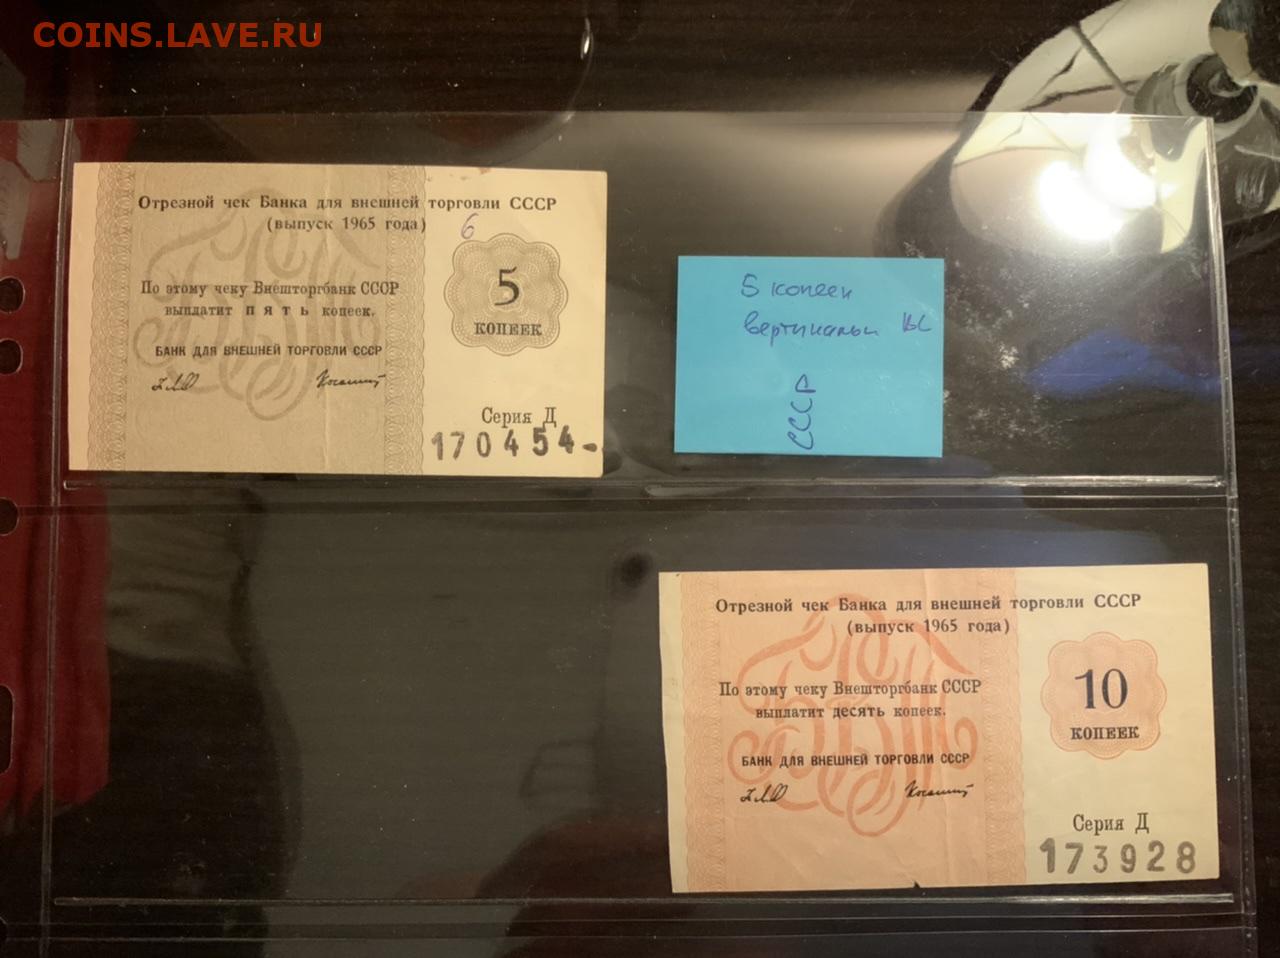 COINS.LAVE.RU
Отрезной чек Банка для внешней торговли СССР
(выпуск 1965 года)
6
5
КОПЕЕК
По этому чеку Внешторгбанк СССР
выплатит ПЯТЬ копеек.
БАНК ДЛЯ ВНЕШНЕЙ ТОРГОВЛИ СССР
Серия Д
170454
5 копеек
СССР
Отрезной чек Банка для внешней торговли СССР
(выпуск 1965 года)
10
КОПЕЕК
По этому чеку Внешторгбанк СССР
выплатит десять копеек.
БАНК ДЛЯ ВНЕШНЕЙ ТОРГОВЛИ СССР
Серия Д
173928